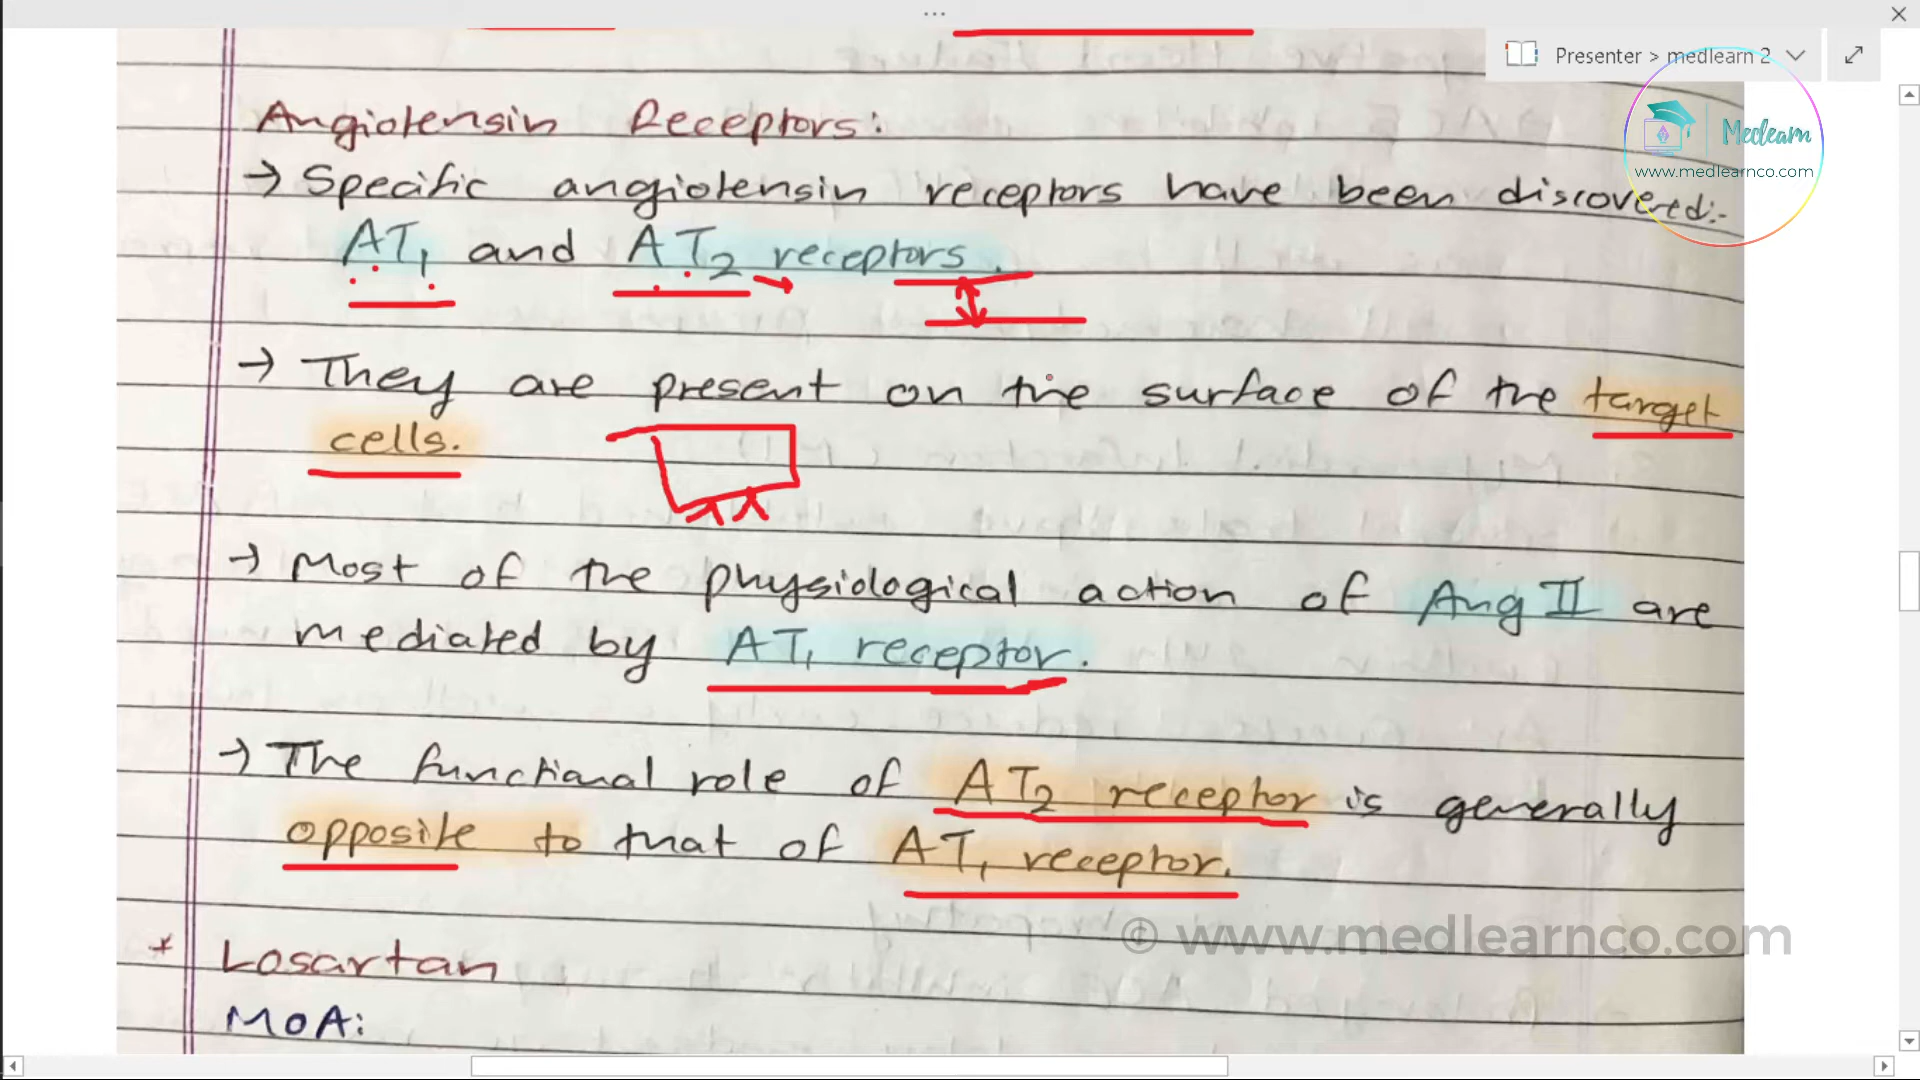 Presenter > medlearn 2
Medlearn
www.medlearnco.com
Angiotensin Receptors:
→ Specific angiotensin receptors have been discovered:-
AT1 and AT2 receptors.
→ They are present on the surface of the target
cells.
→ Most of the physiological action of Ang II are
mediated by AT1 receptor.
→ The functional role of AT2 receptor is generally
opposite to that of AT1 receptor.
* Losartan
© www.medlearnco.com
MOA: